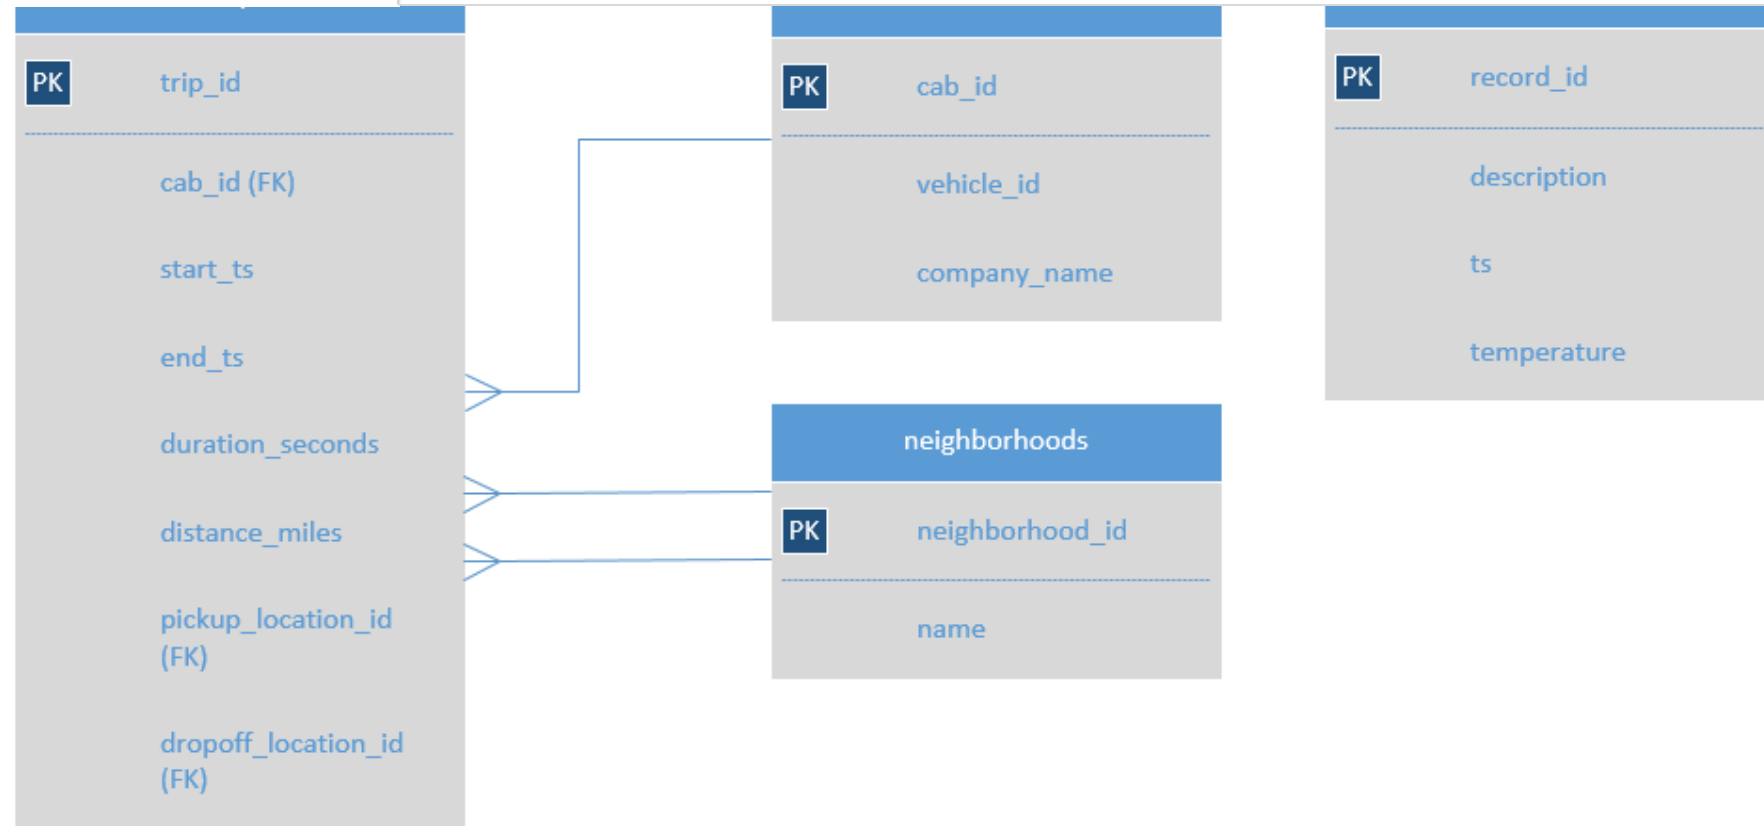 PK trip_id
cab_id (FK)
start_ts
end_ts
duration_seconds
distance_miles
pickup_location_id
(FK)
dropoff_location_id
(FK)
PK cab_id
vehicle_id
company_name
neighborhoods
PK neighborhood_id
name
PK record_id
description
ts
temperature